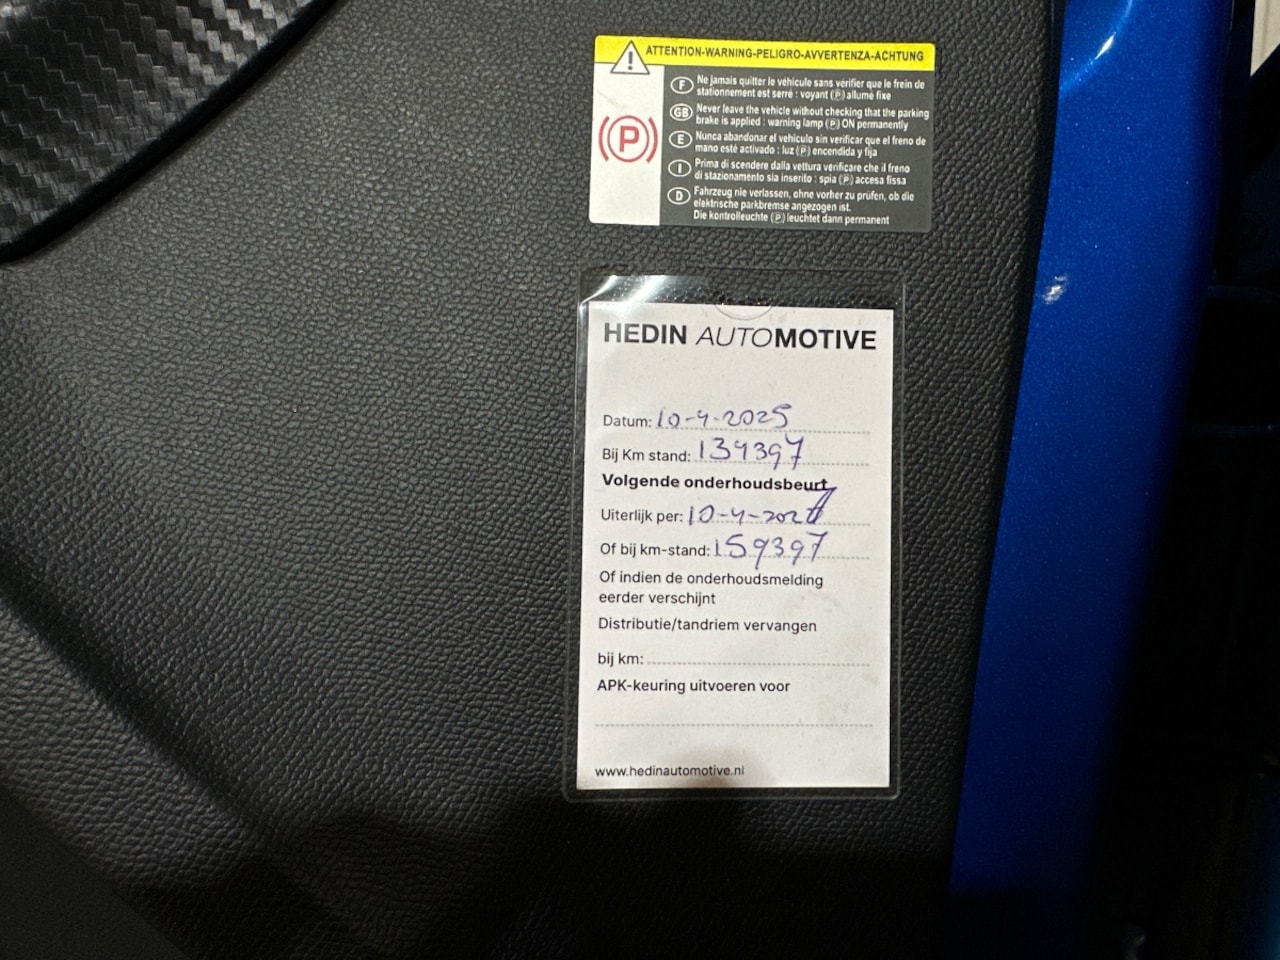 ATTENTION-WARNING-PELIGRO-AVVERTENZA-ACHTUNG
F Ne jamais quitter le véhicule sans vérifier que le frein de
stationnement est serré : voyant (P) allumé fixe
GB Never leave the vehicle without checking that the parking
brake is applied : warning lamp (P) ON permanently
E Nunca abandonar el vehículo sin verificar que el freno de
mano esté activado : luz (P) encendida y fija
I Prima di scendere dalla vettura verificare che il freno
di stazionamento sia inserito : spia (P) accesa fissa
D Fahrzeug nie verlassen, ohne vorher zu prüfen, ob die
elektrische parkbremse angezogen ist.
Die kontrolleuchte (P) leuchtet dann permanent
(P)
HEDIN AUTOMOTIVE
Datum: 10-4-2025
Bij Km stand: 139397
Volgende onderhoudsbeurt
Uiterlijk per: 10-4-
Of bij km-stand: 159397
Of indien de onderhoudsmelding
eerder verschijnt
Distributie/tandriem vervangen
bij km:
APK-keuring uitvoeren voor
www.hedinautomotive.nl